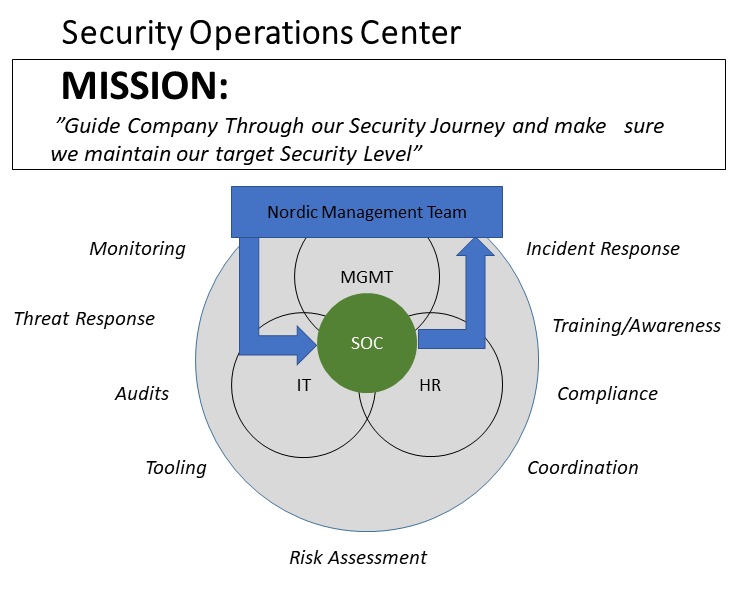 Security Operations Center
MISSION:
”Guide Company Through our Security Journey and make sure
we maintain our target Security Level”
Nordic Management Team
Monitoring
Incident Response
MGMT
Threat Response
Training/Awareness
SOC
IT
HR
Audits
Compliance
Tooling
Coordination
Risk Assessment